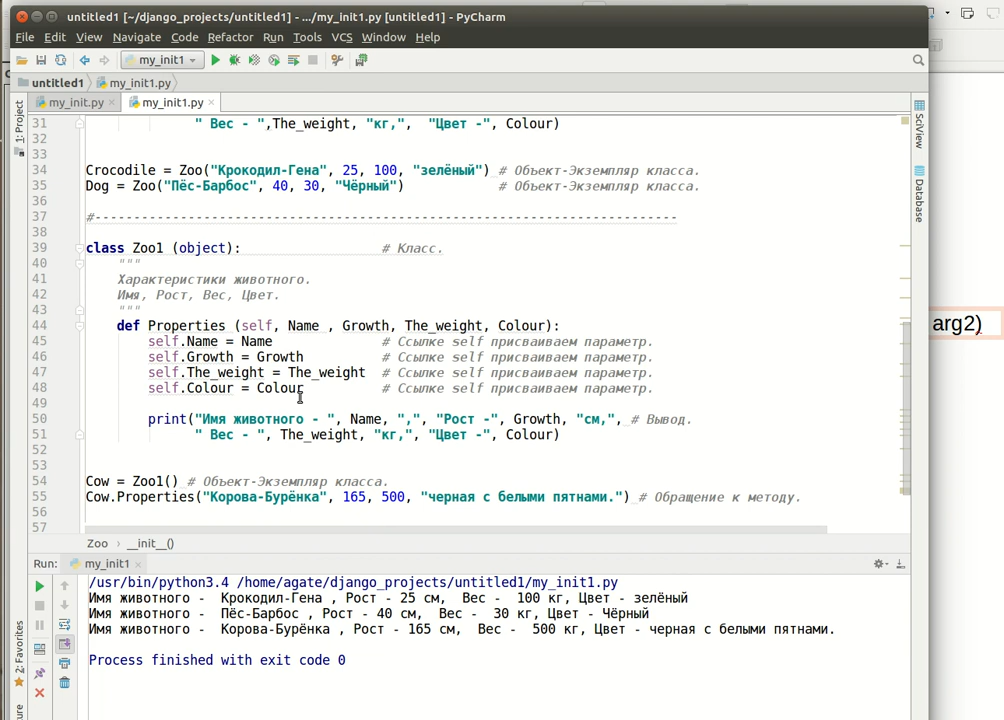 untitled1 [~/django_projects/untitled1] - .../my_init1.py [untitled1] - PyCharm
File Edit View Navigate Code Refactor Run Tools VCS Window Help
my_init1
untitled1 my_init1.py
my_init.py my_init1.py
1: Project
SciView
Database
31 " Вес - ",The_weight, "кг,", "Цвет -", Colour)
32
33
34 Crocodile = Zoo("Крокодил-Гена", 25, 100, "зелёный") # Объект-Экземпляр класса.
35 Dog = Zoo("Пёс-Барбос", 40, 30, "Чёрный") # Объект-Экземпляр класса.
36
37 #---------------------------------------------------------------------------
38
39 class Zoo1 (object): # Класс.
40 """
41 Характеристики животного.
42 Имя, Рост, Вес, Цвет.
43 """
44 def Properties (self, Name , Growth, The_weight, Colour):
45 self.Name = Name # Ссылке self присваиваем параметр.
46 self.Growth = Growth # Ссылке self присваиваем параметр.
47 self.The_weight = The_weight # Ссылке self присваиваем параметр.
48 self.Colour = Colour # Ссылке self присваиваем параметр.
49
50 print("Имя животного - ", Name, ",", "Рост -", Growth, "см,", # Вывод.
51 " Вес - ", The_weight, "кг,", "Цвет -", Colour)
52
53
54 Cow = Zoo1() # Объект-Экземпляр класса.
55 Cow.Properties("Корова-Бурёнка", 165, 500, "черная с белыми пятнами.") # Обращение к методу.
56
57
arg2)
Zoo › __init__()
Run: my_init1
/usr/bin/python3.4 /home/agate/django_projects/untitled1/my_init1.py
Имя животного - Крокодил-Гена , Рост - 25 см, Вес - 100 кг, Цвет - зелёный
Имя животного - Пёс-Барбос , Рост - 40 см, Вес - 30 кг, Цвет - Чёрный
Имя животного - Корова-Бурёнка , Рост - 165 см, Вес - 500 кг, Цвет - черная с белыми пятнами.
Process finished with exit code 0
2: Favorites